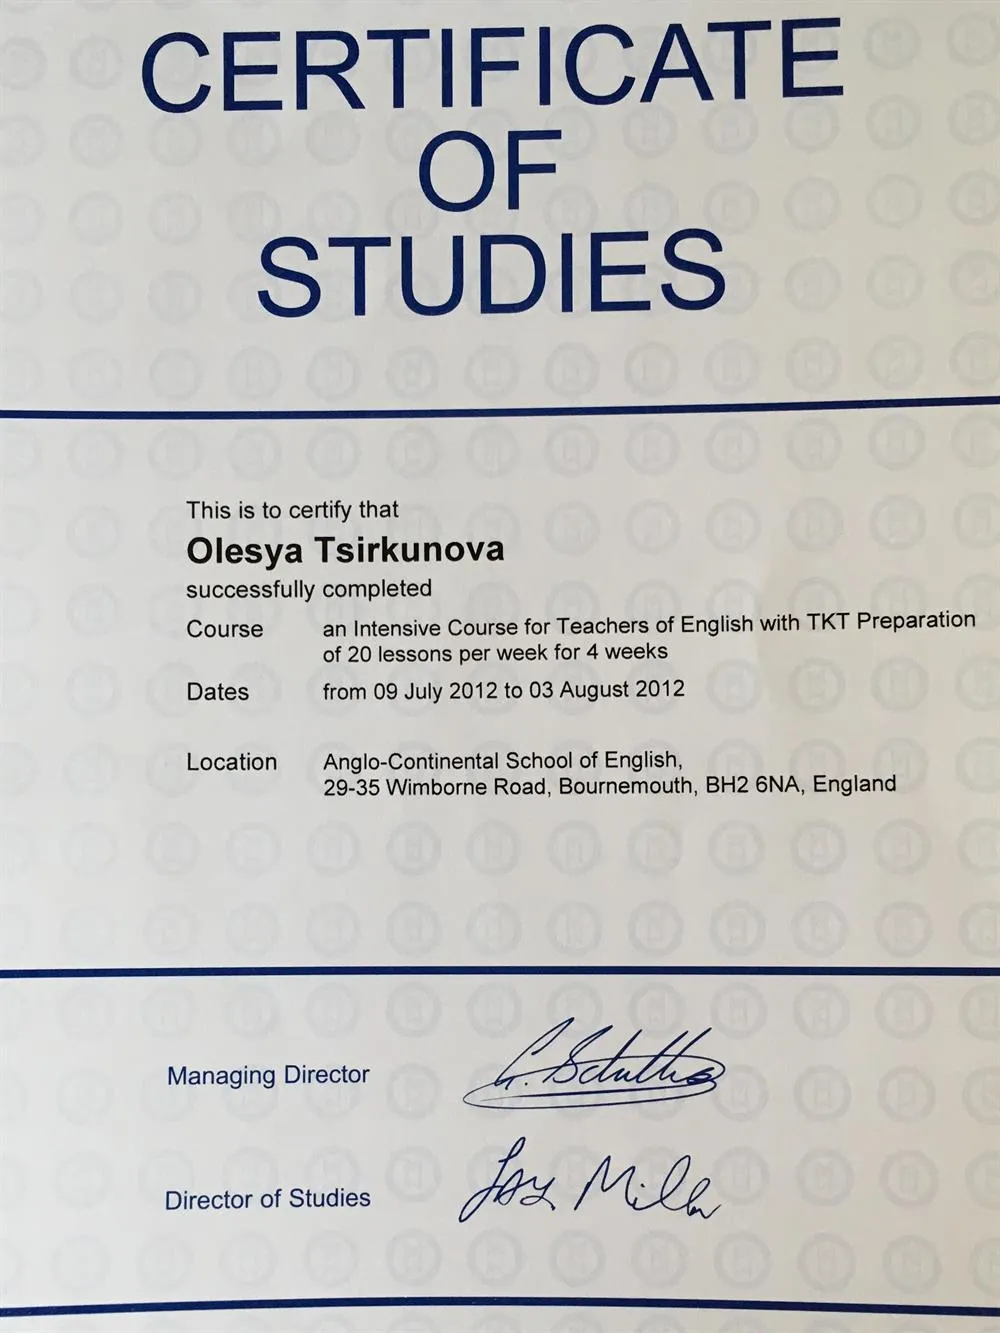 CERTIFICATE
OF
STUDIES
This is to certify that
Olesya Tsirkunova
successfully completed
Course an Intensive Course for Teachers of English with TKT Preparation
of 20 lessons per week for 4 weeks
Dates from 09 July 2012 to 03 August 2012
Location Anglo-Continental School of English,
29-35 Wimborne Road, Bournemouth, BH2 6NA, England
Managing Director
Director of Studies